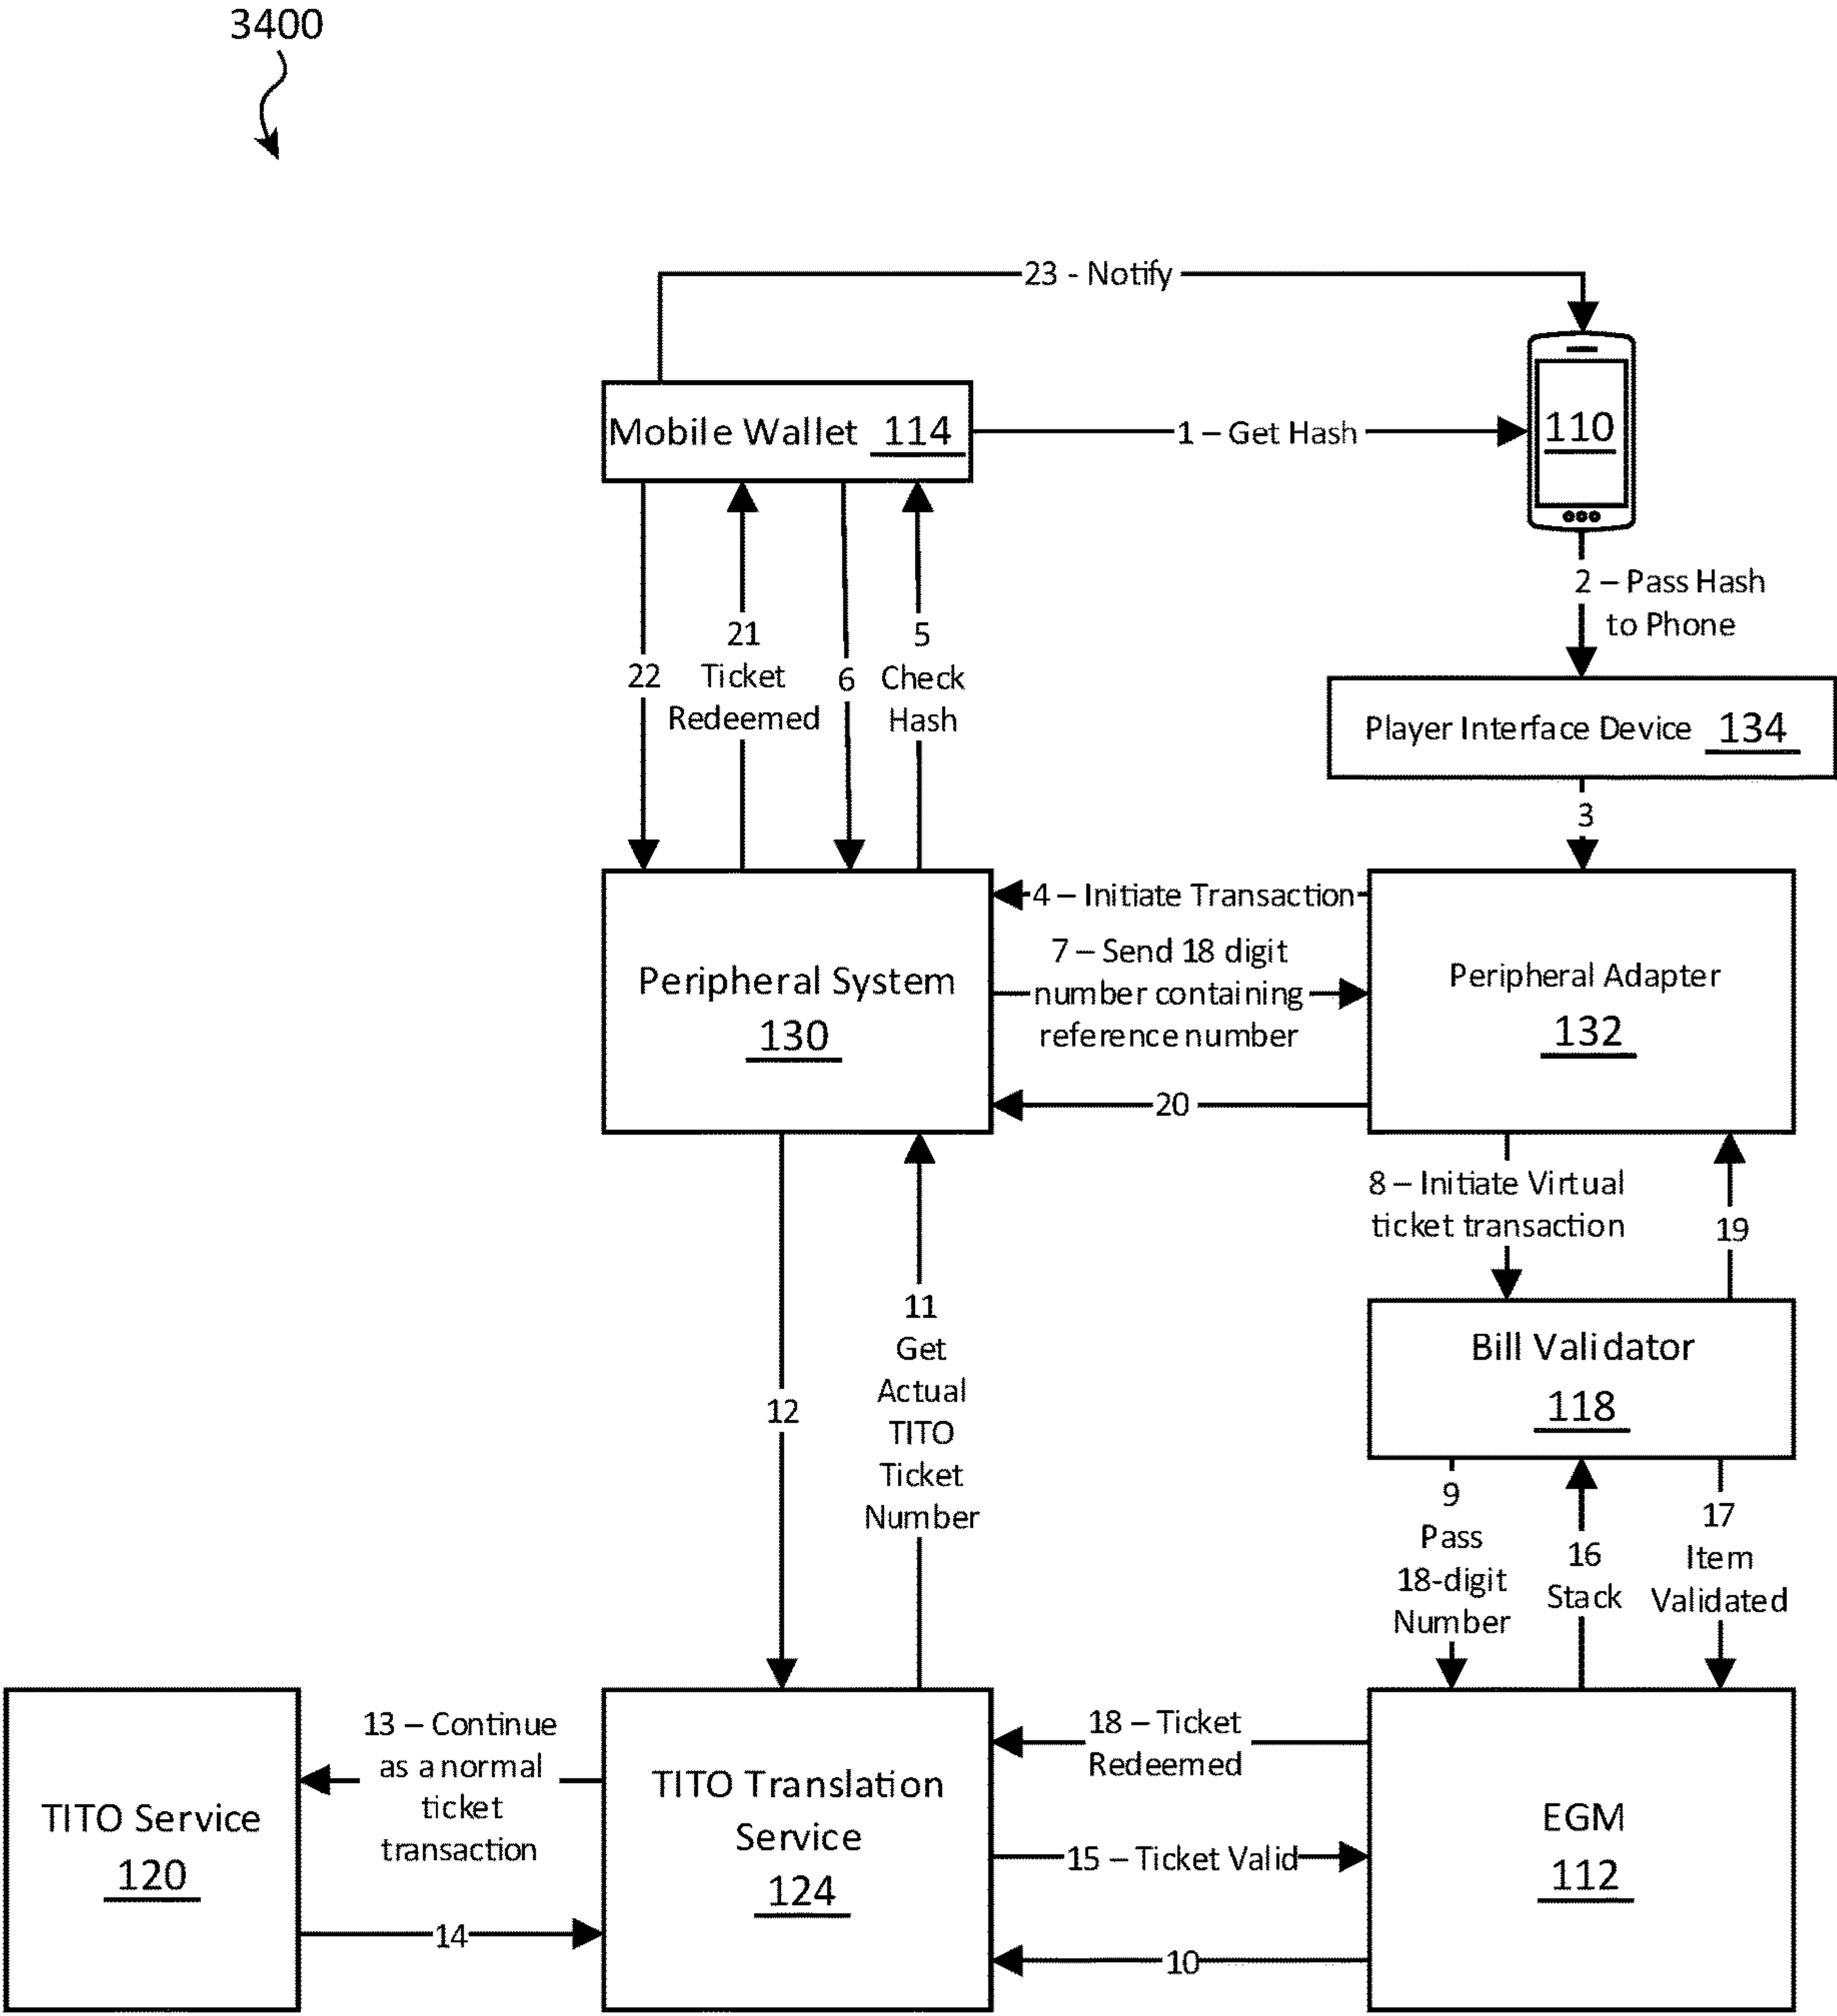 3400
23 - Notify
Mobile Wallet 114
1 – Get Hash
110
2 – Pass Hash
to Phone
22
21
Ticket
Redeemed
6
5
Check
Hash
Player Interface Device 134
3
4 – Initiate Transaction
7 – Send 18 digit
number containing
reference number
20
Peripheral System
130
Peripheral Adapter
132
8 – Initiate Virtual
ticket transaction
19
12
11
Get
Actual
TITO
Ticket
Number
Bill Validator
118
9
Pass
18-digit
Number
16
Stack
17
Item
Validated
TITO Service
120
13 – Continue
as a normal
ticket
transaction
14
TITO Translation
Service
124
18 – Ticket
Redeemed
15 – Ticket Valid
10
EGM
112